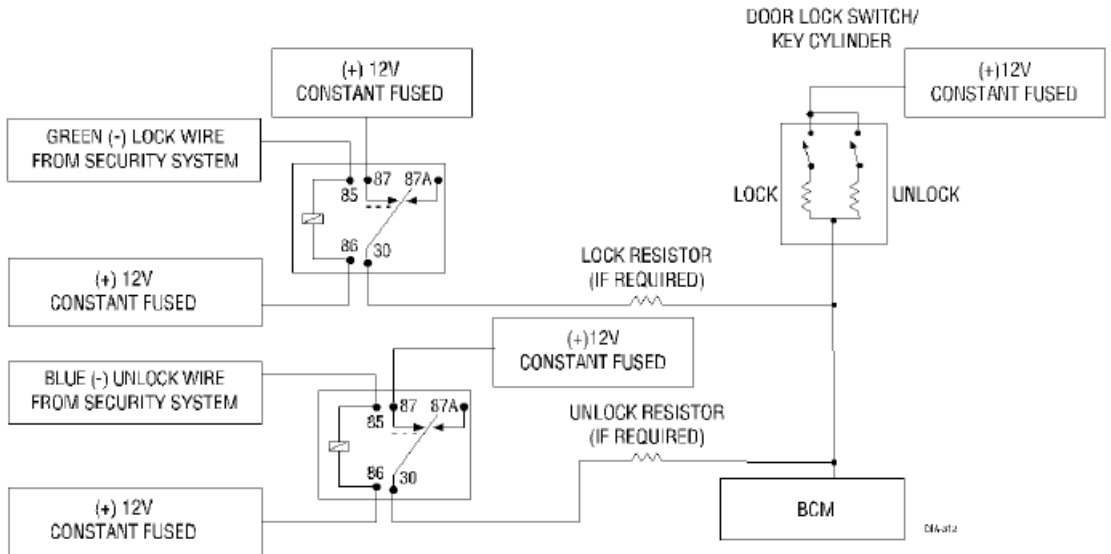 DOOR LOCK SWITCH/
KEY CYLINDER
(+) 12V
CONSTANT FUSED
(+)12V
CONSTANT FUSED
GREEN (-) LOCK WIRE
FROM SECURITY SYSTEM
85
87
87A
86
30
LOCK
UNLOCK
(+) 12V
CONSTANT FUSED
LOCK RESISTOR
(IF REQUIRED)
(+)12V
CONSTANT FUSED
BLUE (-) UNLOCK WIRE
FROM SECURITY SYSTEM
85
87
87A
86
30
UNLOCK RESISTOR
(IF REQUIRED)
(+) 12V
CONSTANT FUSED
BCM